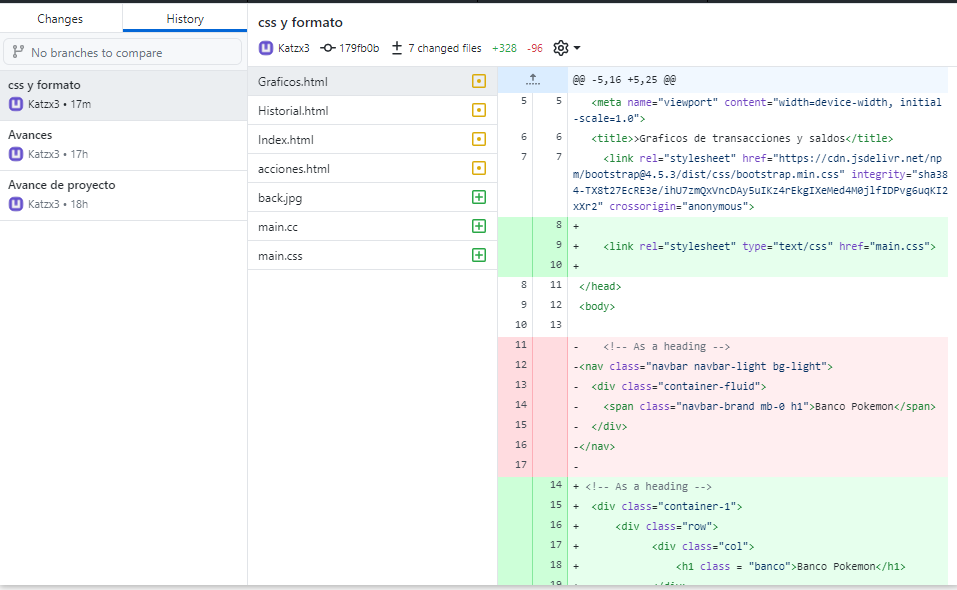 Changes
History
No branches to compare
css y formato
Katzx3 • 17m
Avances
Katzx3 • 17h
Avance de proyecto
Katzx3 • 18h
css y formato
Katzx3 179fb0b 7 changed files +328 -96
Graficos.html
Historial.html
Index.html
acciones.html
back.jpg
main.cc
main.css
@@ -5,16 +5,25 @@
5 5 <meta name="viewport" content="width=device-width, initial
-scale=1.0">
6 6 <title>Graficos de transacciones y saldos</title>
7 7 <link rel="stylesheet" href="https://cdn.jsdelivr.net/np
m/bootstrap@4.5.3/dist/css/bootstrap.min.css" integrity="sha38
4-TX8t27EcRE3e/ihU7zmQxVncDAy5uIKz4rEkgIXeMed4M0jlfIDPvg6uqKI2
xXr2" crossorigin="anonymous">
8 +
9 + <link rel="stylesheet" type="text/css" href="main.css">
10 +
8 11 </head>
9 12 <body>
10 13
11 - <!-- As a heading -->
12 -<nav class="navbar navbar-light bg-light">
13 - <div class="container-fluid">
14 - <span class="navbar-brand mb-0 h1">Banco Pokemon</span>
15 - </div>
16 -</nav>
17 -
14 + <!-- As a heading -->
15 + <div class="container-1">
16 + <div class="row">
17 + <div class="col">
18 + <h1 class = "banco">Banco Pokemon</h1>
19 + </div>